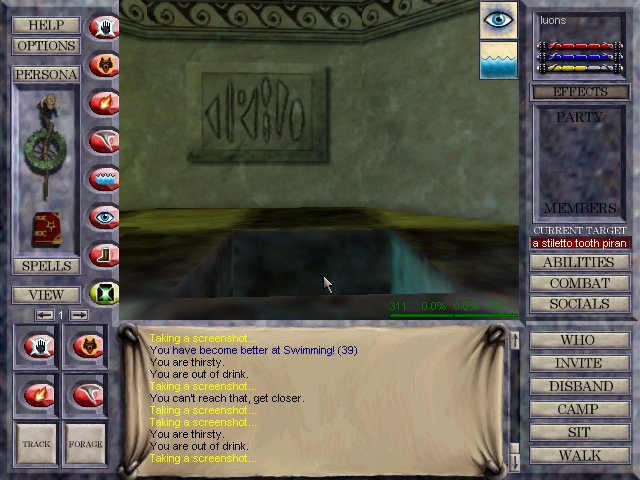 HELP
OPTIONS
PERSONA
SPELLS
VIEW
1
TRACK
FORAGE
luons
EFFECTS
PARTY
MEMBERS
CURRENT TARGET
a stiletto tooth piran
ABILITIES
COMBAT
SOCIALS
WHO
INVITE
DISBAND
CAMP
SIT
WALK
311 0.0% 0.0%
Taking a screenshot...
You have become better at Swimming! (39)
You are thirsty.
You are out of drink.
Taking a screenshot...
You can't reach that, get closer.
Taking a screenshot...
Taking a screenshot...
You are thirsty.
You are out of drink.
Taking a screenshot...